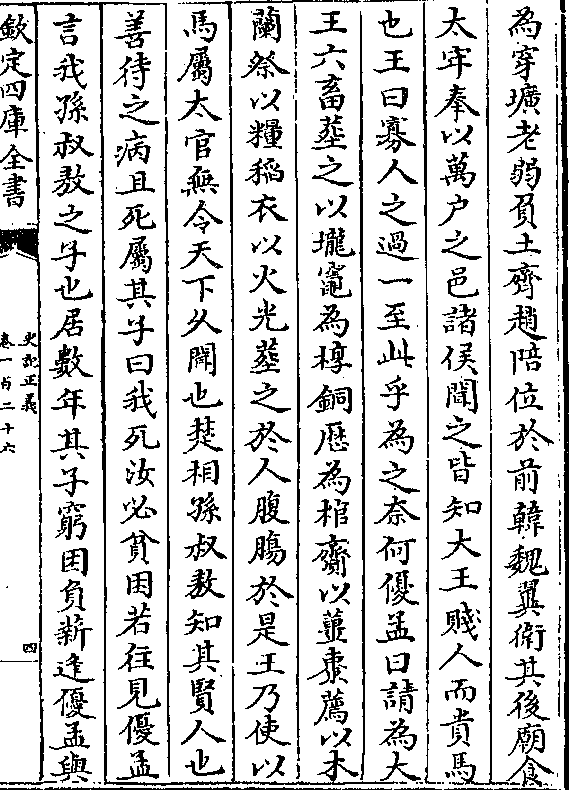 為穿壙老弱負土齊趙陪位於前韓魏翼衛其後廟食
太牢奉以萬户之邑諸侯聞之皆知大王賤人而貴馬
也王曰寡人之過一至此乎為之奈何優孟曰請為大
王六畜葬之以壠竈為椁銅歴為棺齎以薑棗薦以木
蘭祭以糧稻衣以火光葬之於人腹腸於是王乃使以
馬屬太官無令天下久聞也楚相孫叔敖知其賢人也
善待之病且死屬其子曰我死汝必貧困若往見優孟
言我孫叔敖之子也居數年其子窮困負薪逢優孟與
欽定四庫全書
史記正義
卷一百二十六
四